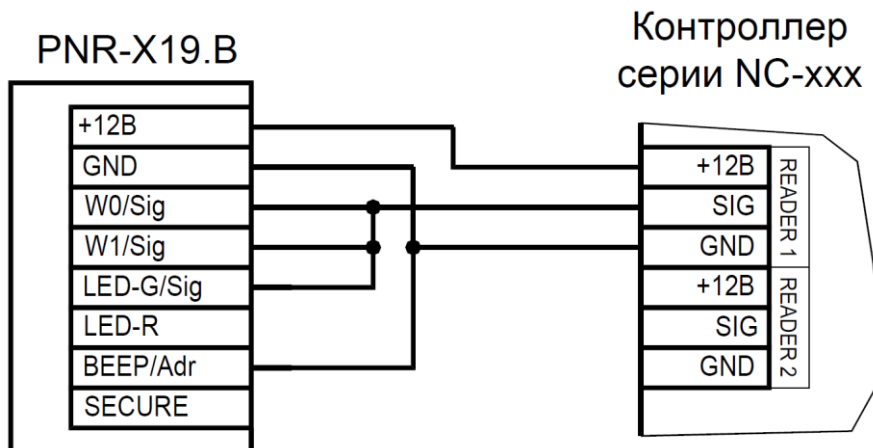 PNR-X19.B
+12В
GND
W0/Sig
W1/Sig
LED-G/Sig
LED-R
BEEP/Adr
SECURE
Контроллер
серии NC-xxx
+12В
SIG
GND
READER 1
+12В
SIG
GND
READER 2